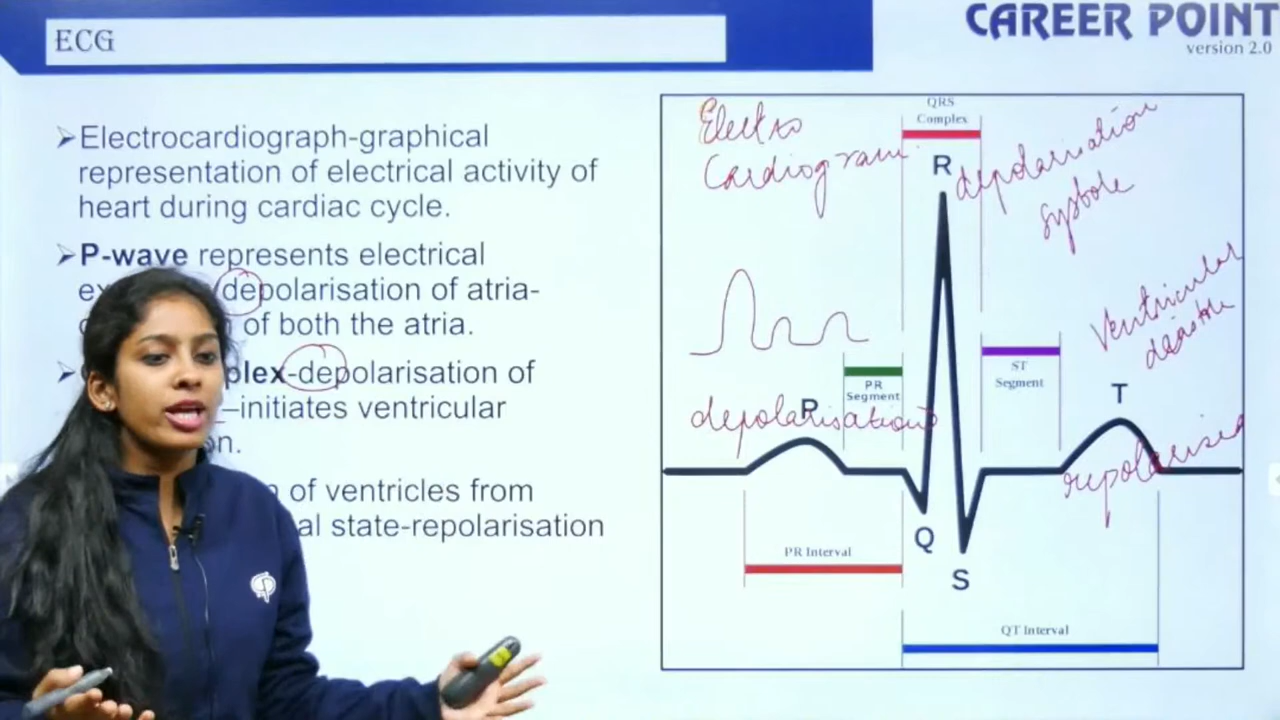 ECG
CAREER POINT
version 2.0
➤Electrocardiograph-graphical
representation of electrical activity of
heart during cardiac cycle.
➤P-wave represents electrical
depolarisation of atria-
of both the atria.
-depolarisation of
–initiates ventricular
of ventricles from
state-repolarisation
Electro
Cardiogram
QRS
Complex
R
depolarisation
systole
Ventricular
PR
Segment
ST
Segment
P
T
depolarisation
Q
S
PR Interval
QT Interval